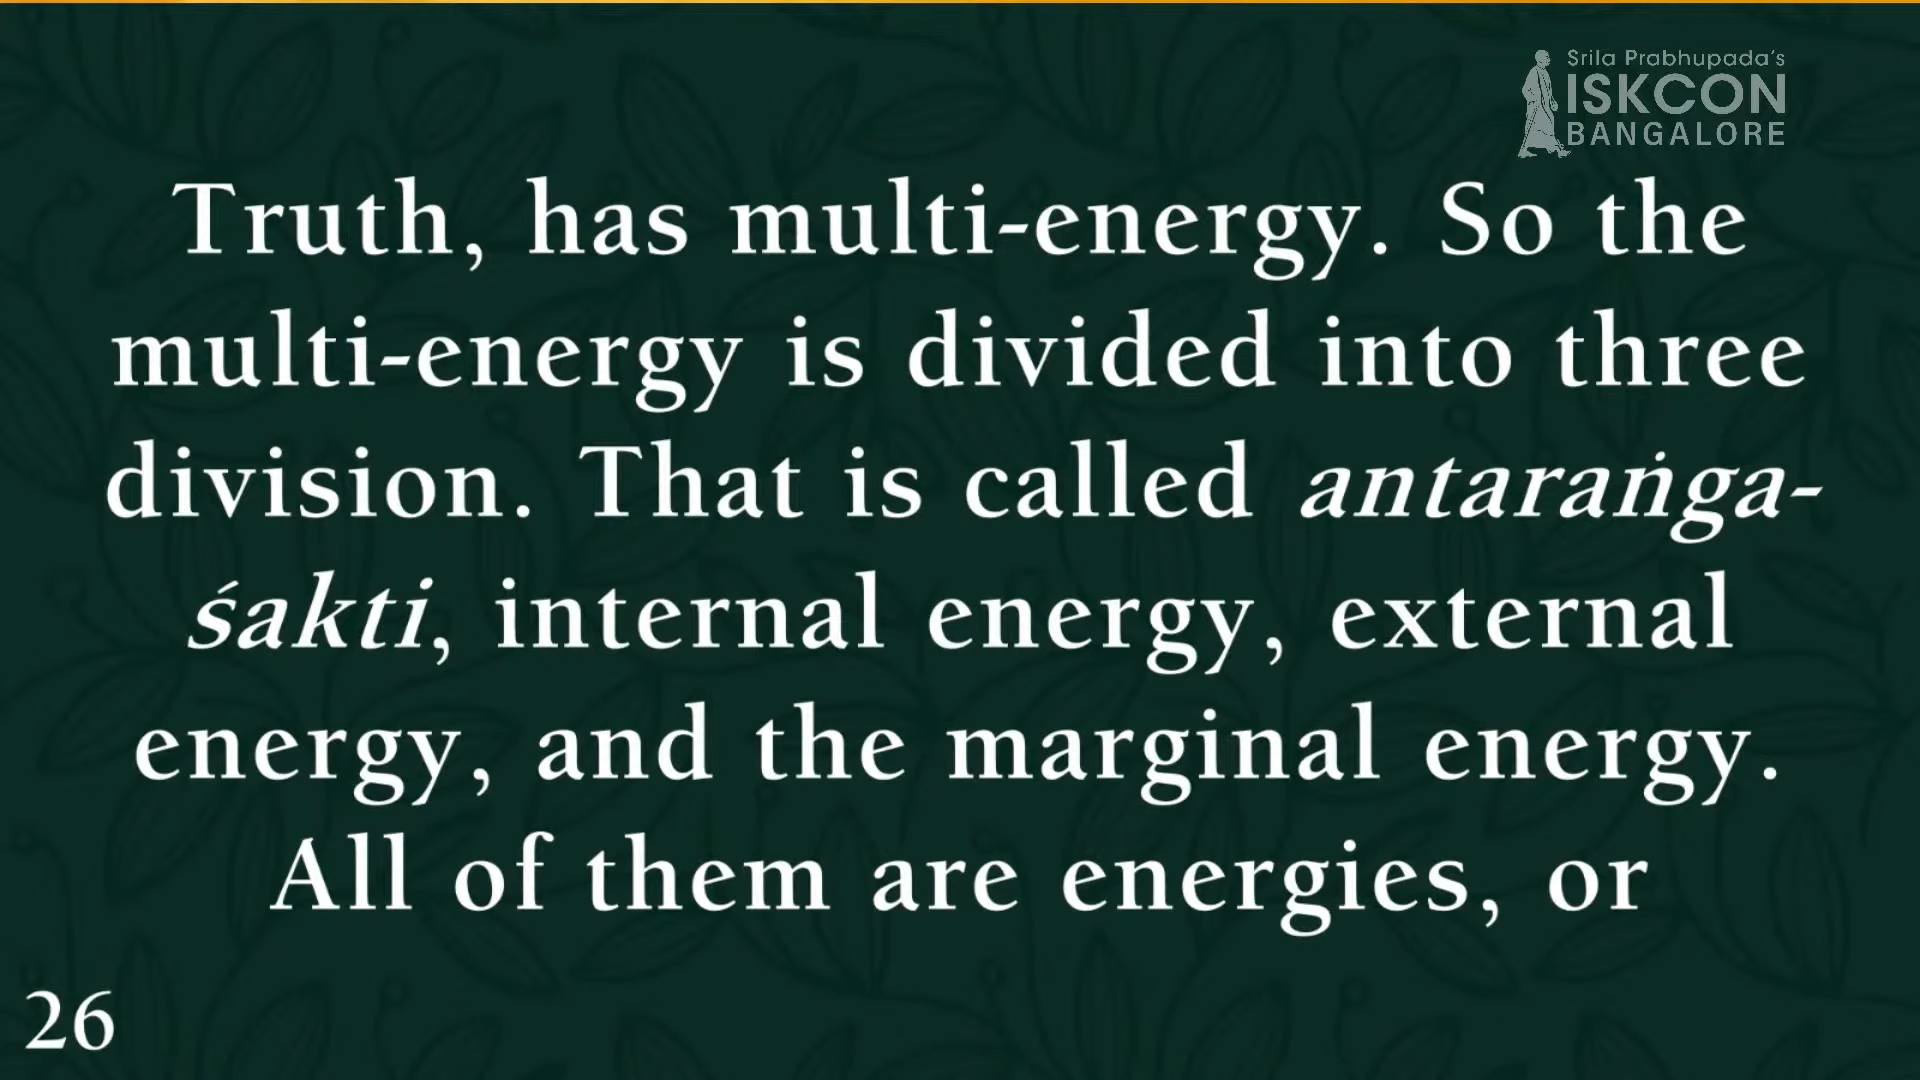 Srila Prabhupada's
ISKCON
BANGALORE
Truth, has multi-energy. So the
multi-energy is divided into three
division. That is called antaraṅga-
śakti, internal energy, external
energy, and the marginal energy.
All of them are energies, or
26